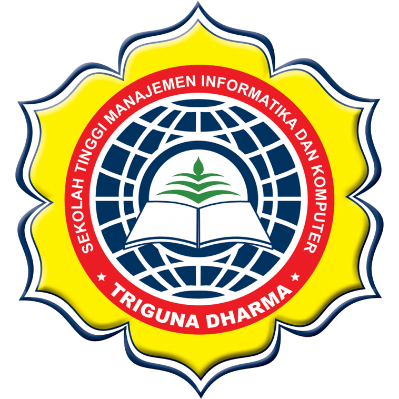 SEKOLAH TINGGI MANAJEMEN INFORMATIKA DAN KOMPUTER
TRIGUNA DHARMA